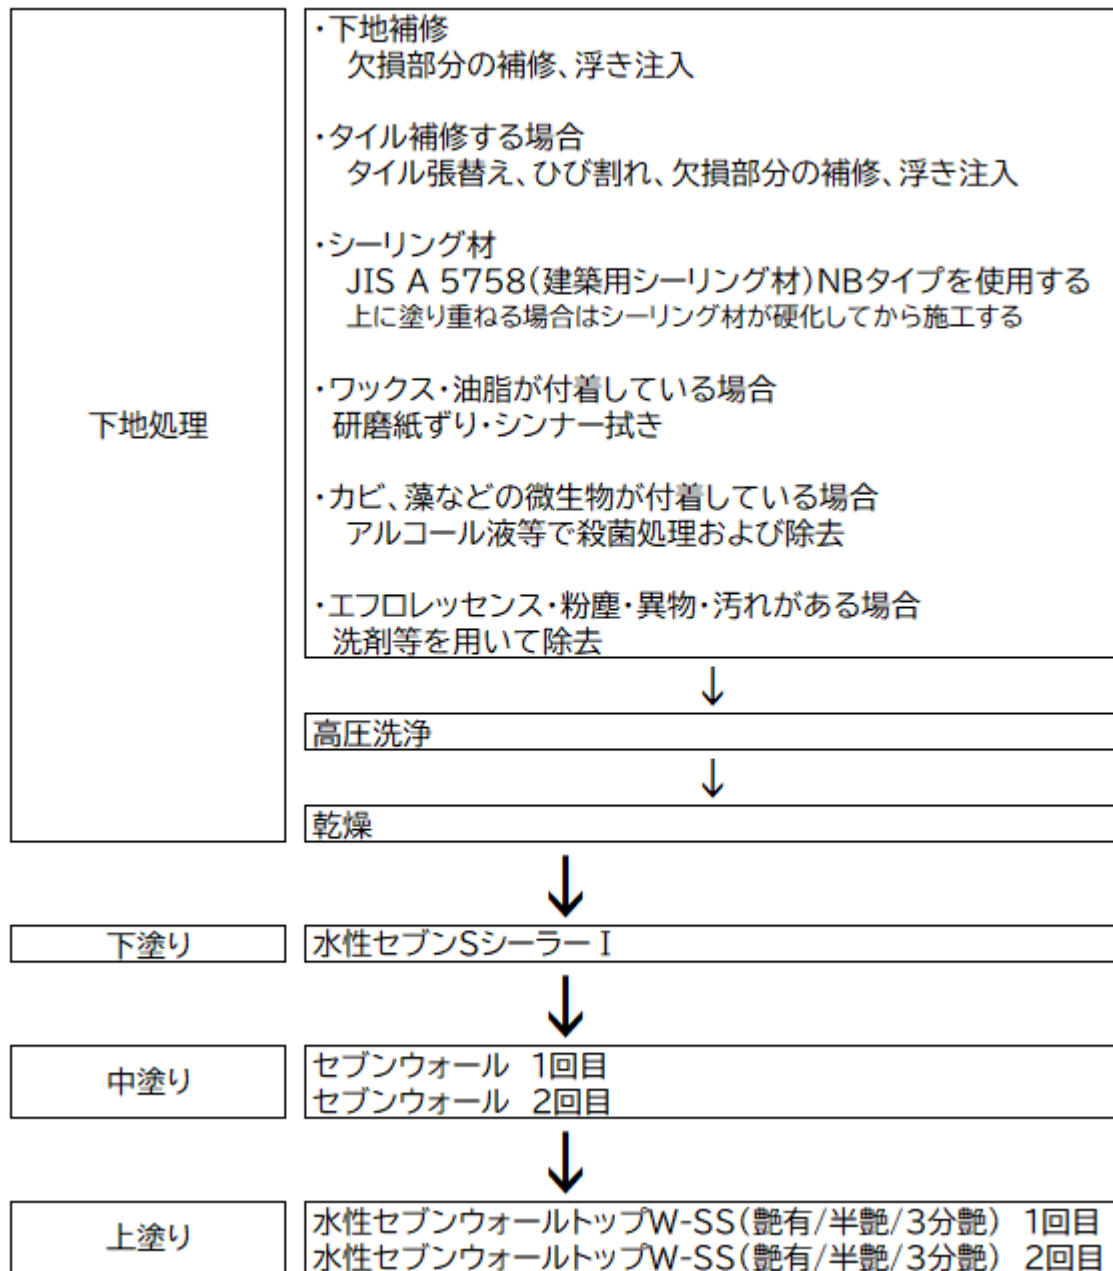 下地処理
・下地補修
欠損部分の補修、浮き注入
・タイル補修する場合
タイル張替え、ひび割れ、欠損部分の補修、浮き注入
・シーリング材
JIS A 5758(建築用シーリング材)NBタイプを使用する
上に塗り重ねる場合はシーリング材が硬化してから施工する
・ワックス・油脂が付着している場合
研磨紙ずり・シンナー拭き
・カビ、藻などの微生物が付着している場合
アルコール液等で殺菌処理および除去
・エフロレッセンス・粉塵・異物・汚れがある場合
洗剤等を用いて除去
↓
高圧洗浄
↓
乾燥
↓
下塗り
水性セブンSシーラーⅠ
↓
中塗り
セブンウォール 1回目
セブンウォール 2回目
↓
上塗り
水性セブンウォールトップW-SS(艶有/半艶/3分艶) 1回目
水性セブンウォールトップW-SS(艶有/半艶/3分艶) 2回目